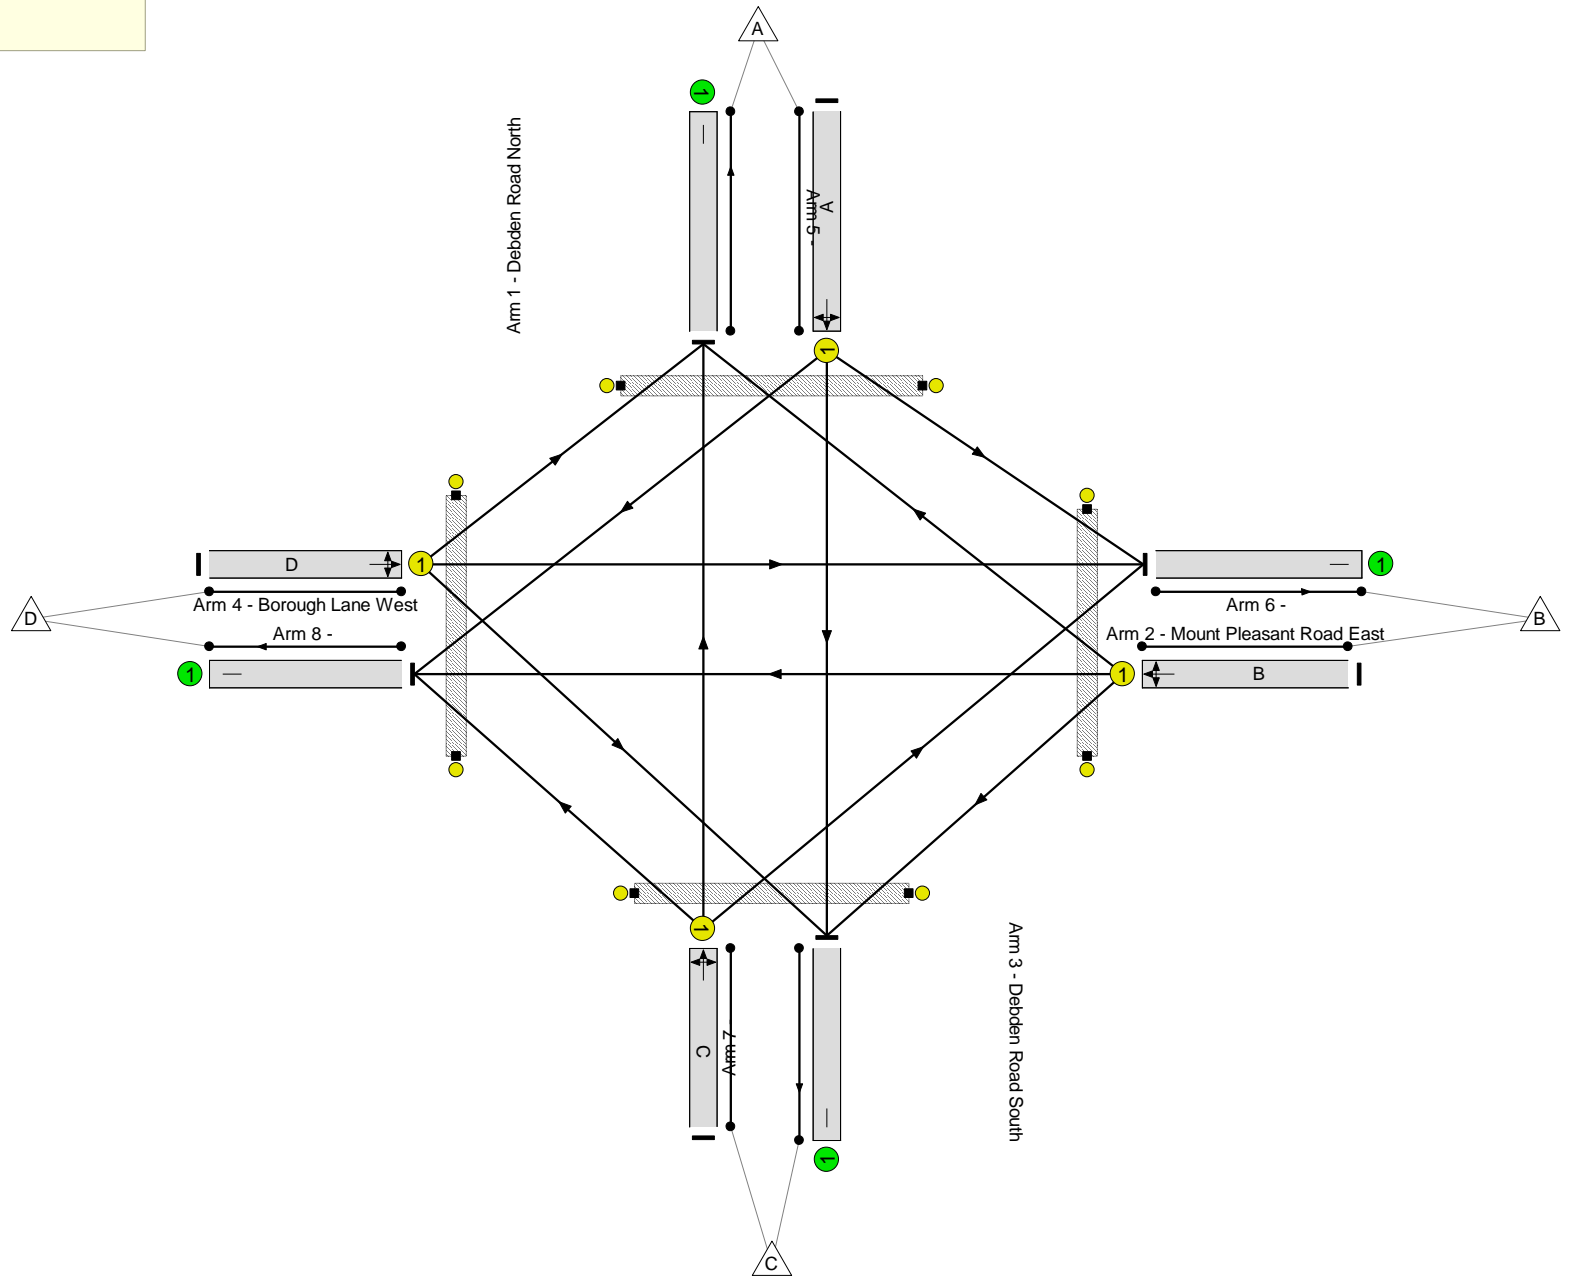 A
1
Arm 1 - Debden Road North
A
Arm 5 -
1
D
1
1
D
Arm 4 - Borough Lane West
Arm 6 -
B
Arm 8 -
Arm 2 - Mount Pleasant Road East
1
1
B
1
Arm 3 - Debden Road South
C
Arm 7 -
1
C